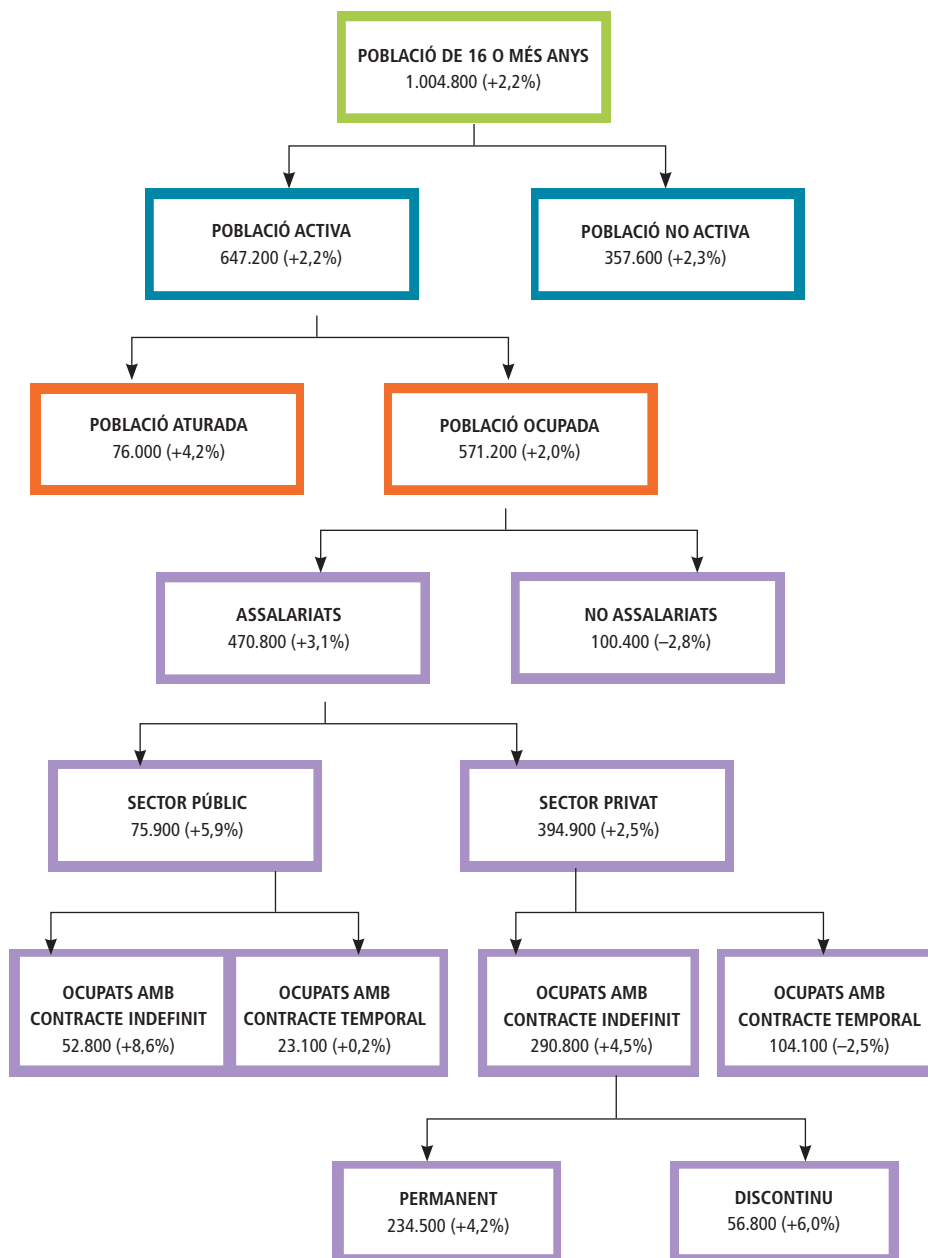 POBLACIÓ DE 16 O MÉS ANYS
1.004.800 (+2,2%)
POBLACIÓ ACTIVA
647.200 (+2,2%)
POBLACIÓ NO ACTIVA
357.600 (+2,3%)
POBLACIÓ ATURADA
76.000 (+4,2%)
POBLACIÓ OCUPADA
571.200 (+2,0%)
ASSALARIATS
470.800 (+3,1%)
NO ASSALARIATS
100.400 (–2,8%)
SECTOR PÚBLIC
75.900 (+5,9%)
SECTOR PRIVAT
394.900 (+2,5%)
OCUPATS AMB
CONTRACTE INDEFINIT
52.800 (+8,6%)
OCUPATS AMB
CONTRACTE TEMPORAL
23.100 (+0,2%)
OCUPATS AMB
CONTRACTE INDEFINIT
290.800 (+4,5%)
OCUPATS AMB
CONTRACTE TEMPORAL
104.100 (–2,5%)
PERMANENT
234.500 (+4,2%)
DISCONTINU
56.800 (+6,0%)